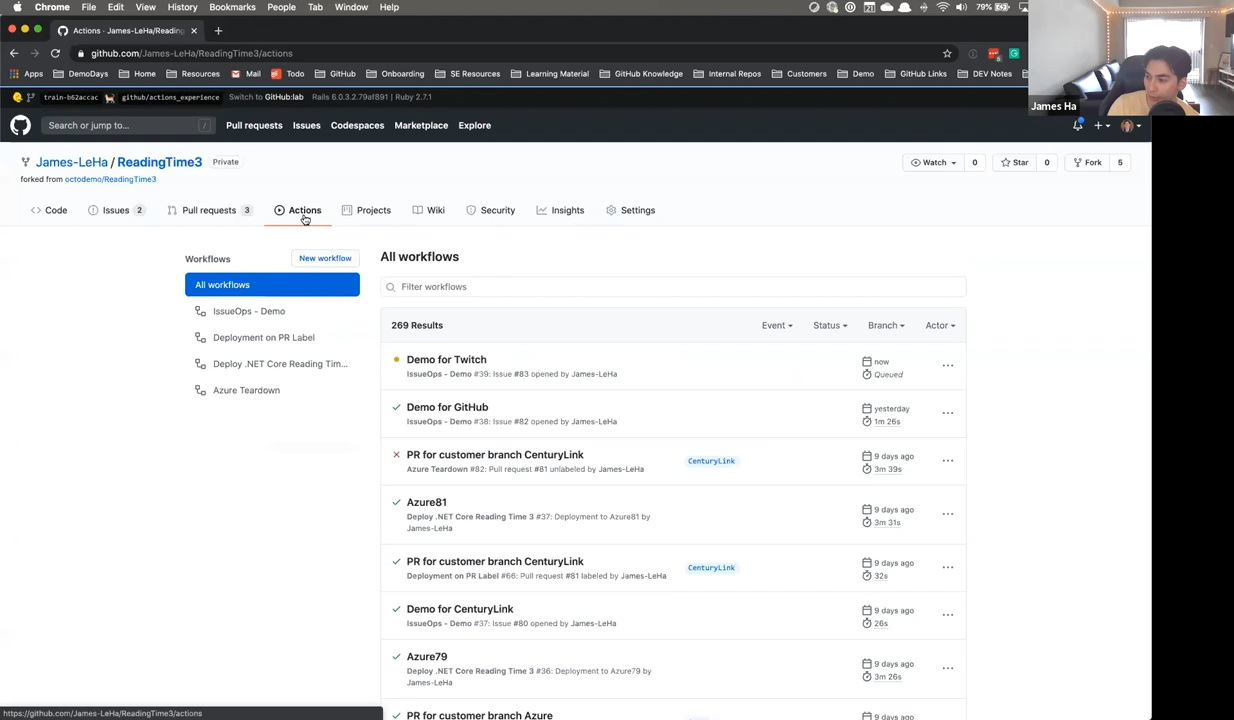 Chrome File Edit View History Bookmarks People Tab Window Help 79%
Actions · James-LeHa/Reading
github.com/James-LeHa/ReadingTime3/actions
Apps DemoDays Home Resources Mail Todo GitHub Onboarding SE Resources Learning Material GitHub Knowledge Internal Repos Customers Demo GitHub Links DEV Notes
James Ha
train-b62accac github/actions_experience Switch to GitHub:lab Rails 6.0.3.2.79af891 | Ruby 2.7.1
Search or jump to... / Pull requests Issues Codespaces Marketplace Explore
James-LeHa / ReadingTime3 Private
Watch 0 Star 0 Fork 5
forked from octodemo/ReadingTime3
Code Issues 2 Pull requests 3 Actions Projects Wiki Security Insights Settings
Workflows New workflow
All workflows
IssueOps - Demo
Deployment on PR Label
Deploy .NET Core Reading Tim...
Azure Teardown
All workflows
Filter workflows
269 Results Event Status Branch Actor
Demo for Twitch
IssueOps - Demo #39: Issue #83 opened by James-LeHa
now
Queued
Demo for GitHub
IssueOps - Demo #38: Issue #82 opened by James-LeHa
yesterday
1m 26s
PR for customer branch CenturyLink
Azure Teardown #82: Pull request #81 unlabeled by James-LeHa
CenturyLink
9 days ago
3m 39s
Azure81
Deploy .NET Core Reading Time 3 #37: Deployment to Azure81 by
James-LeHa
9 days ago
3m 31s
PR for customer branch CenturyLink
Deployment on PR Label #66: Pull request #81 labeled by James-LeHa
CenturyLink
9 days ago
32s
Demo for CenturyLink
IssueOps - Demo #37: Issue #80 opened by James-LeHa
9 days ago
26s
Azure79
Deploy .NET Core Reading Time 3 #36: Deployment to Azure79 by
James-LeHa
9 days ago
3m 26s
PR for customer branch Azure
9 days ago
https://github.com/James-LeHa/ReadingTime3/actions